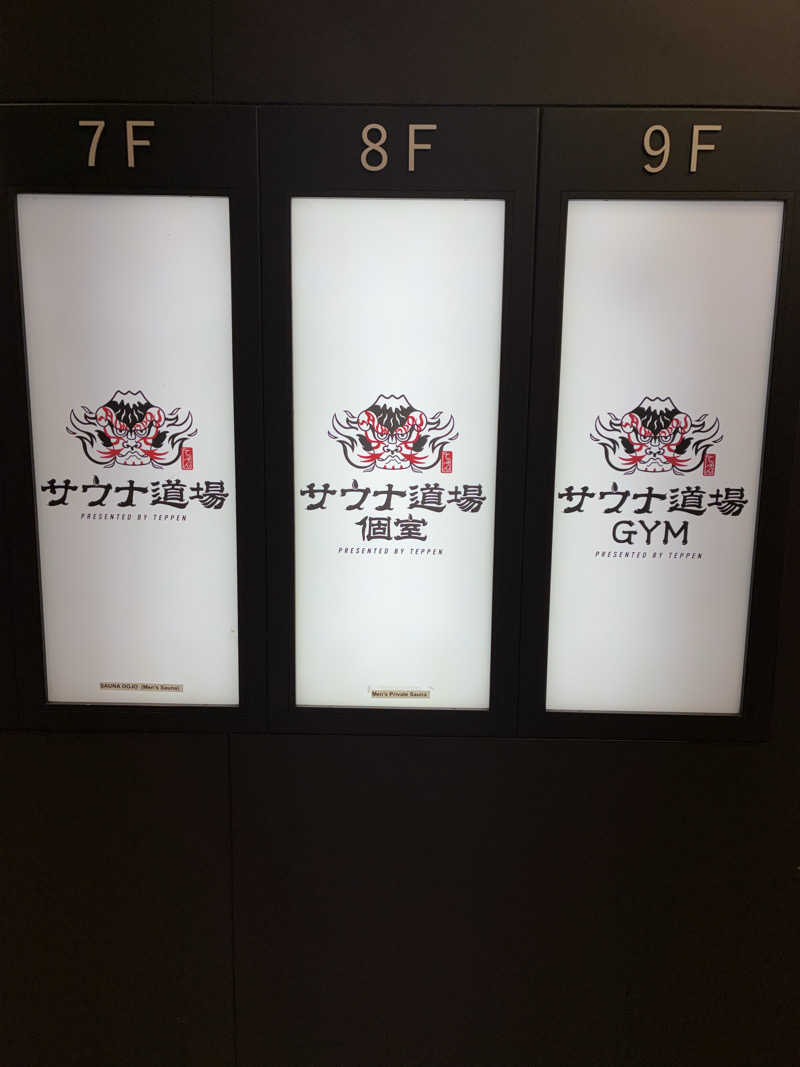 7F
サウナ道場
PRESENTED BY TEPPEN
SAUNA OOJO (Men's Sauna)
8F
サウナ道場
個室
PRESENTED BY TEPPEN
Men's Private Sauna
9F
サウナ道場
GYM
PRESENTED BY TEPPEN